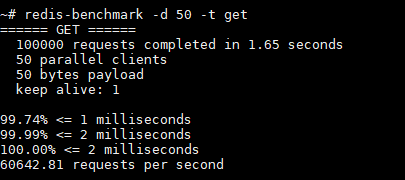 ~# redis-benchmark -d 50 -t get
====== GET ======
100000 requests completed in 1.65 seconds
50 parallel clients
50 bytes payload
keep alive: 1
99.74% <= 1 milliseconds
99.99% <= 2 milliseconds
100.00% <= 2 milliseconds
60642.81 requests per second